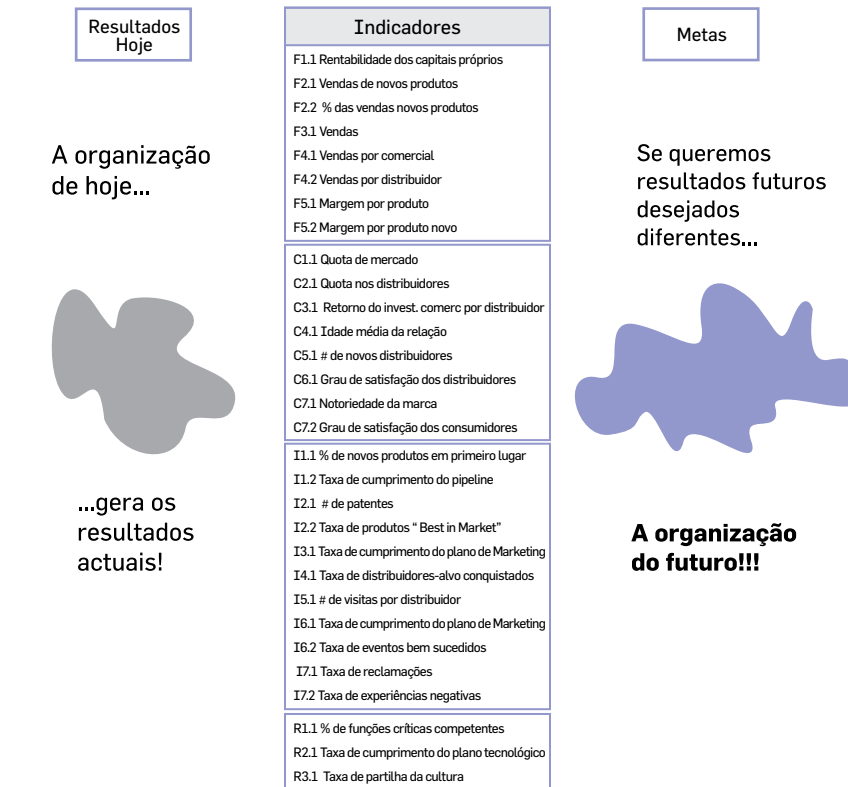 Resultados
Hoje
Indicadores
Metas
A organização
de hoje...
...gera os
resultados
actuais!
F1.1 Rentabilidade dos capitais próprios
F2.1 Vendas de novos produtos
F2.2 % das vendas novos produtos
F3.1 Vendas
F4.1 Vendas por comercial
F4.2 Vendas por distribuidor
F5.1 Margem por produto
F5.2 Margem por produto novo
C1.1 Quota de mercado
C2.1 Quota nos distribuidores
C3.1 Retorno do invest. comerc por distribuidor
C4.1 Idade média da relação
C5.1 # de novos distribuidores
C6.1 Grau de satisfação dos distribuidores
C7.1 Notoriedade da marca
C7.2 Grau de satisfação dos consumidores
I1.1 % de novos produtos em primeiro lugar
I1.2 Taxa de cumprimento do pipeline
I2.1 # de patentes
I2.2 Taxa de produtos “ Best in Market”
I3.1 Taxa de cumprimento do plano de Marketing
I4.1 Taxa de distribuidores-alvo conquistados
I5.1 # de visitas por distribuidor
I6.1 Taxa de cumprimento do plano de Marketing
I6.2 Taxa de eventos bem sucedidos
I7.1 Taxa de reclamações
I7.2 Taxa de experiências negativas
R1.1 % de funções críticas competentes
R2.1 Taxa de cumprimento do plano tecnológico
R3.1 Taxa de partilha da cultura
Se queremos
resultados futuros
desejados
diferentes...
A organização
do futuro!!!